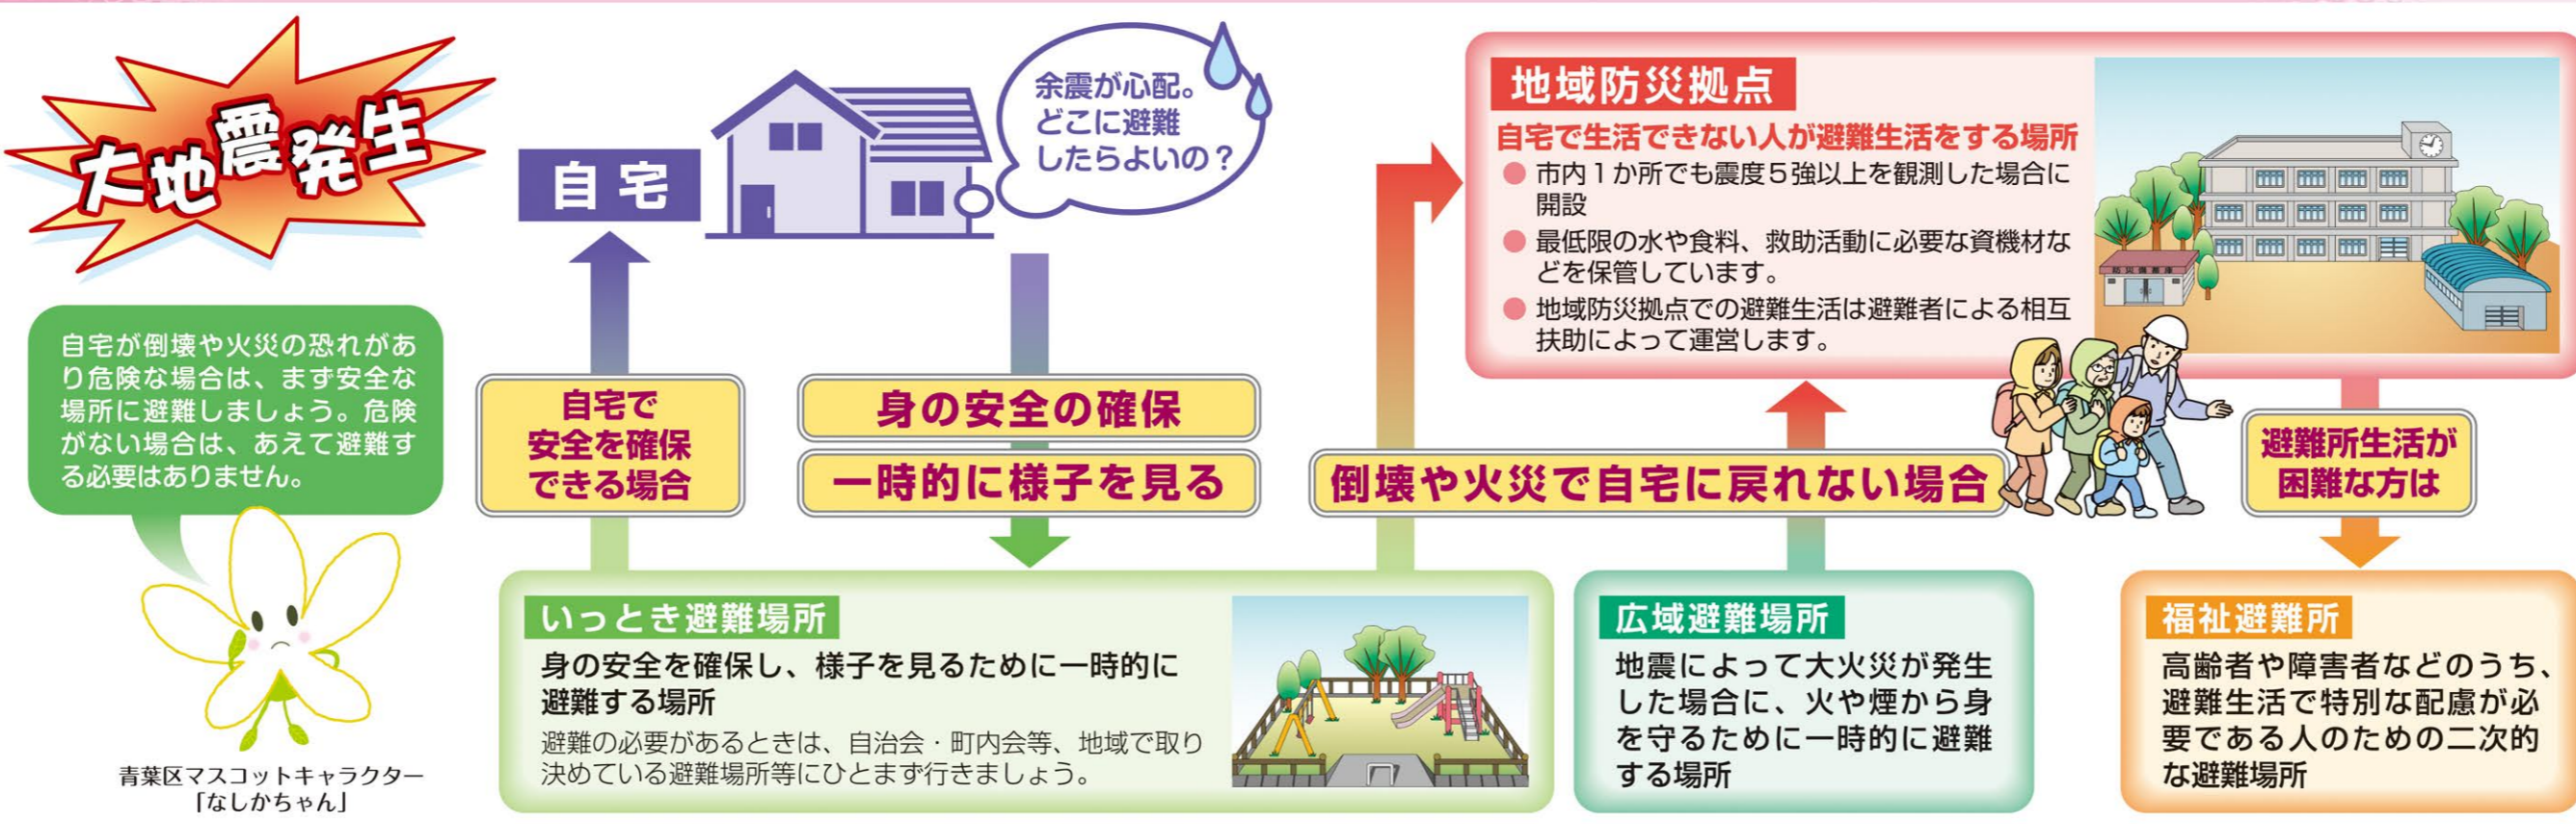 大地震発生
自宅が倒壊や火災の恐れがあ
り危険な場合は、まず安全な
場所に避難しましょう。危険
がない場合は、あえて避難す
る必要はありません。
青葉区マスコットキャラクター
「なしかちゃん」
自宅
余震が心配。
どこに避難
したらよいの？
自宅で
安全を確保
できる場合
身の安全の確保
一時的に様子を見る
いっとき避難場所
身の安全を確保し、様子を見るために一時的に
避難する場所
避難の必要があるときは、自治会・町内会等、地域で取り
決めている避難場所等にひとまず行きましょう。
倒壊や火災で自宅に戻れない場合
地域防災拠点
自宅で生活できない人が避難生活をする場所
● 市内１か所でも震度５強以上を観測した場合に
開設
● 最低限の水や食料、救助活動に必要な資機材な
どを保管しています。
● 地域防災拠点での避難生活は避難者による相互
扶助によって運営します。
防災備蓄庫
広域避難場所
地震によって大火災が発生
した場合に、火や煙から身
を守るために一時的に避難
する場所
避難所生活が
困難な方は
福祉避難所
高齢者や障害者などのうち、
避難生活で特別な配慮が必
要である人のための二次的
な避難場所